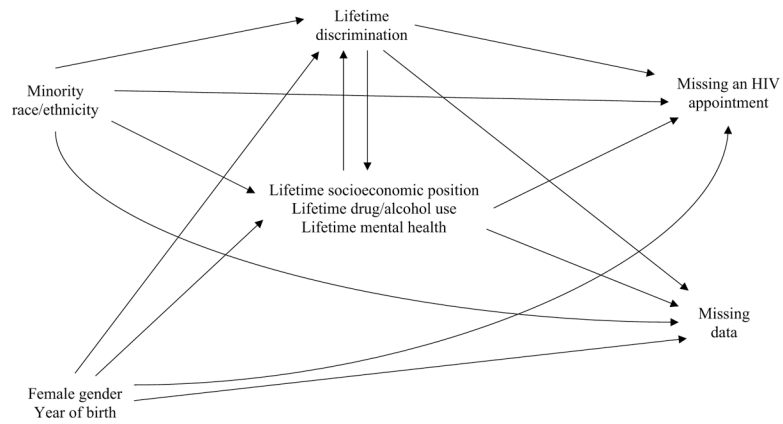 Lifetime
discrimination
Minority
race/ethnicity
Missing an HIV
appointment
Lifetime socioeconomic position
Lifetime drug/alcohol use
Lifetime mental health
Missing
data
Female gender
Year of birth